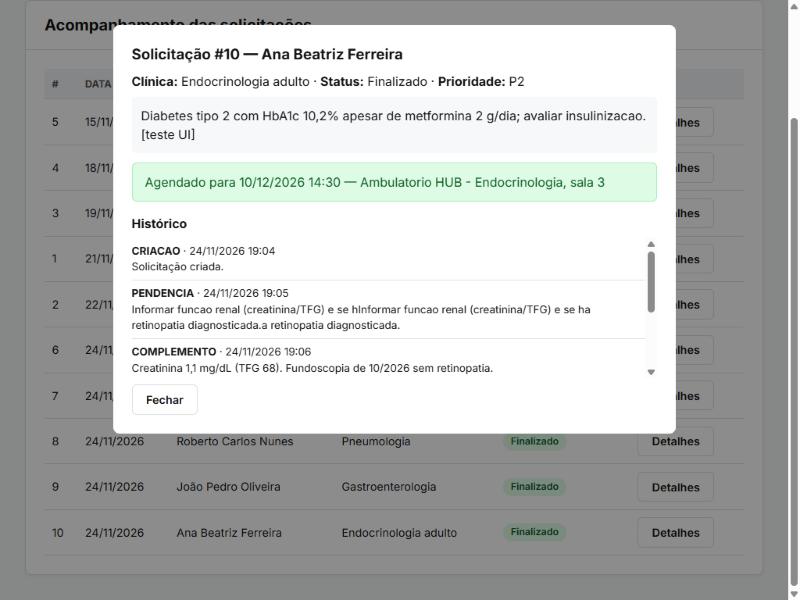 Acompanhamento das solicitações
Solicitação #10 — Ana Beatriz Ferreira
Clínica: Endocrinologia adulto · Status: Finalizado · Prioridade: P2
Diabetes tipo 2 com HbA1c 10,2% apesar de metformina 2 g/dia; avaliar insulinizacao.
[teste UI]
Agendado para 10/12/2026 14:30 — Ambulatorio HUB - Endocrinologia, sala 3
Histórico
CRIACAO · 24/11/2026 19:04
Solicitação criada.
PENDENCIA · 24/11/2026 19:05
Informar funcao renal (creatinina/TFG) e se hInformar funcao renal (creatinina/TFG) e se ha
retinopatia diagnosticada.a retinopatia diagnosticada.
COMPLEMENTO · 24/11/2026 19:06
Creatinina 1,1 mg/dL (TFG 68). Fundoscopia de 10/2026 sem retinopatia.
Fechar
# DATA
5 15/11/ lhes
4 18/11/ lhes
3 19/11/ lhes
1 21/11/ lhes
2 22/11/ lhes
6 24/11/ lhes
7 24/11/ lhes
8 24/11/2026 Roberto Carlos Nunes Pneumologia Finalizado Detalhes
9 24/11/2026 João Pedro Oliveira Gastroenterologia Finalizado Detalhes
10 24/11/2026 Ana Beatriz Ferreira Endocrinologia adulto Finalizado Detalhes